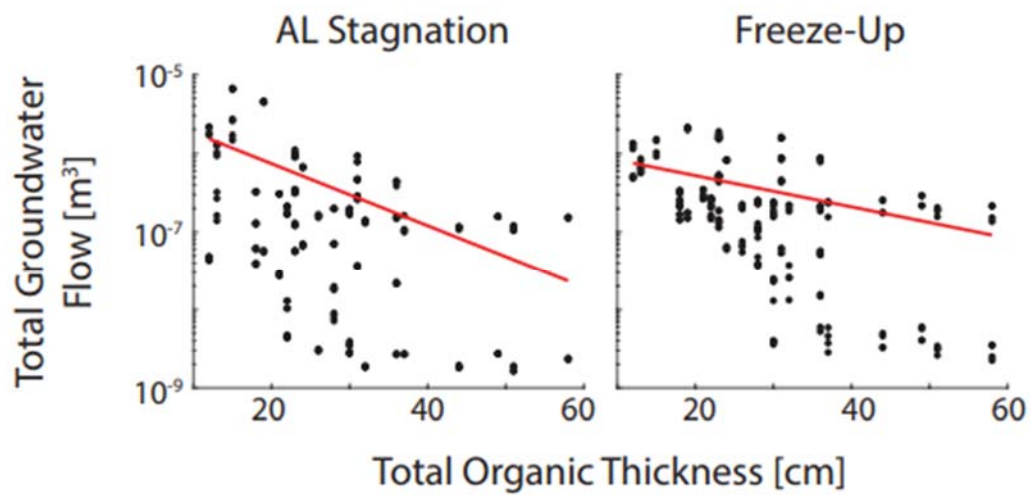 AL Stagnation
Freeze-Up
Total Groundwater
Flow [m³]
10⁻⁵
10⁻⁷
10⁻⁹
20 40 60
20 40 60
Total Organic Thickness [cm]